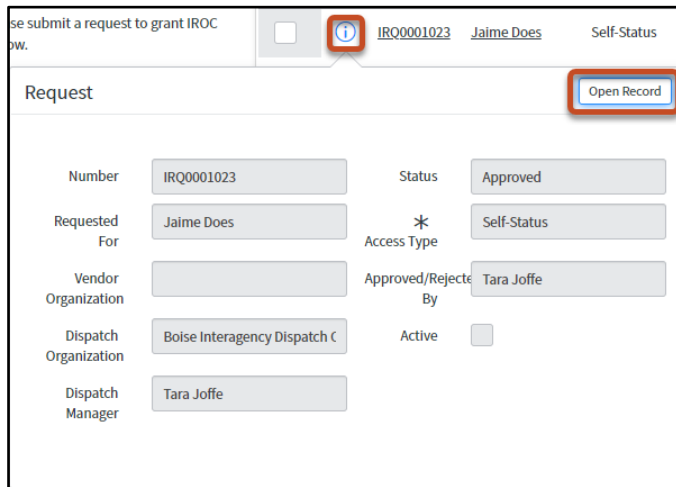 se submit a request to grant IROC
ow.
IRQ0001023 Jaime Does Self-Status
Request Open Record
Number IRQ0001023 Status Approved
Requested For Jaime Does
* Access Type Self-Status
Vendor Organization
Approved/Rejecte By Tara Joffe
Dispatch Organization Boise Interagency Dispatch C
Active
Dispatch Manager Tara Joffe